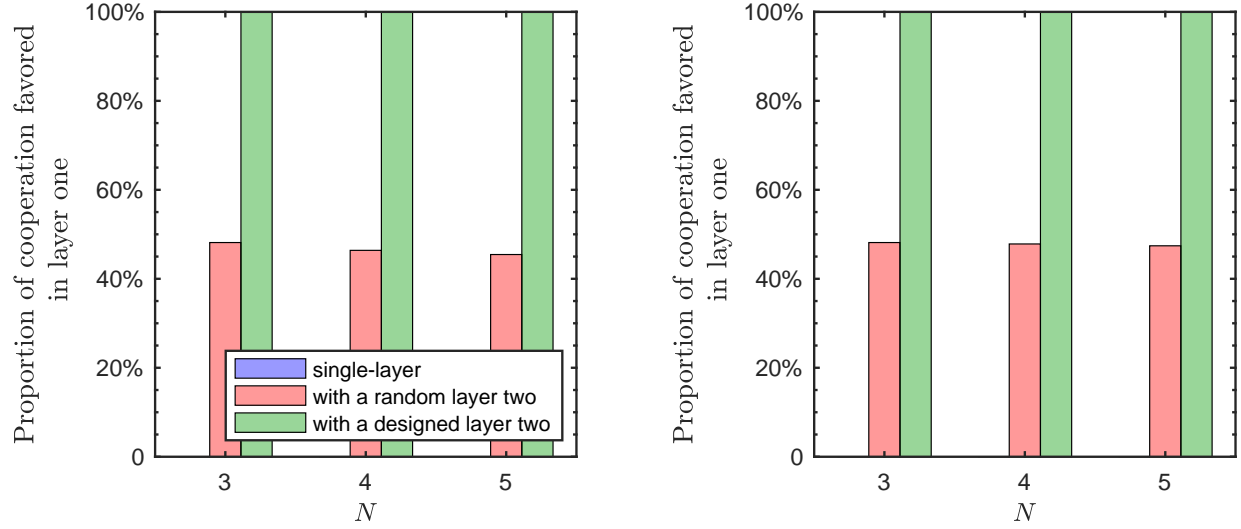 Proportion of cooperation favored
in layer one
100%
80%
60%
40%
20%
0
single-layer
with a random layer two
with a designed layer two
3 4 5
N
Proportion of cooperation favored
in layer one
100%
80%
60%
40%
20%
0
3 4 5
N